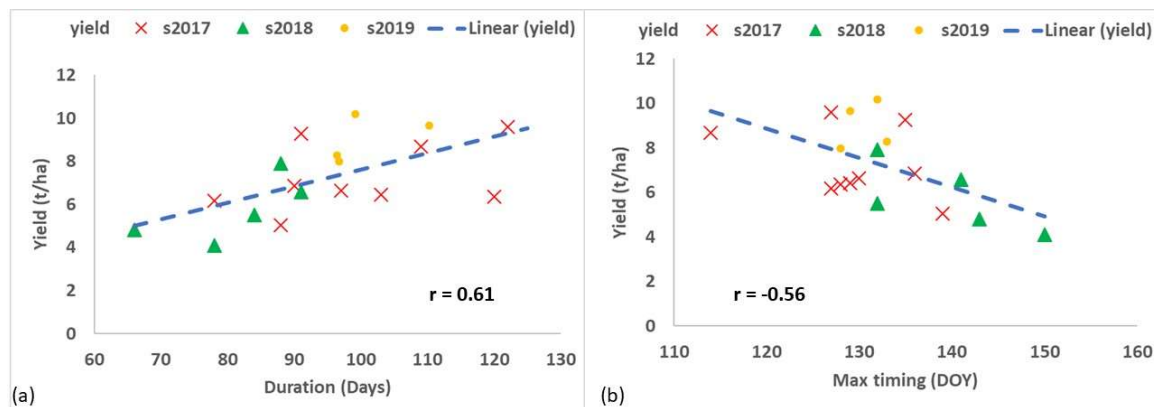 yield s2017 s2018 s2019 Linear (yield)
12
10
8
6
4
2
0
Yield (t/ha)
r = 0.61
60 70 80 90 100 110 120 130
Duration (Days)
(a)
yield s2017 s2018 s2019 Linear (yield)
12
10
8
6
4
2
0
Yield (t/ha)
r = -0.56
110 120 130 140 150 160
Max timing (DOY)
(b)